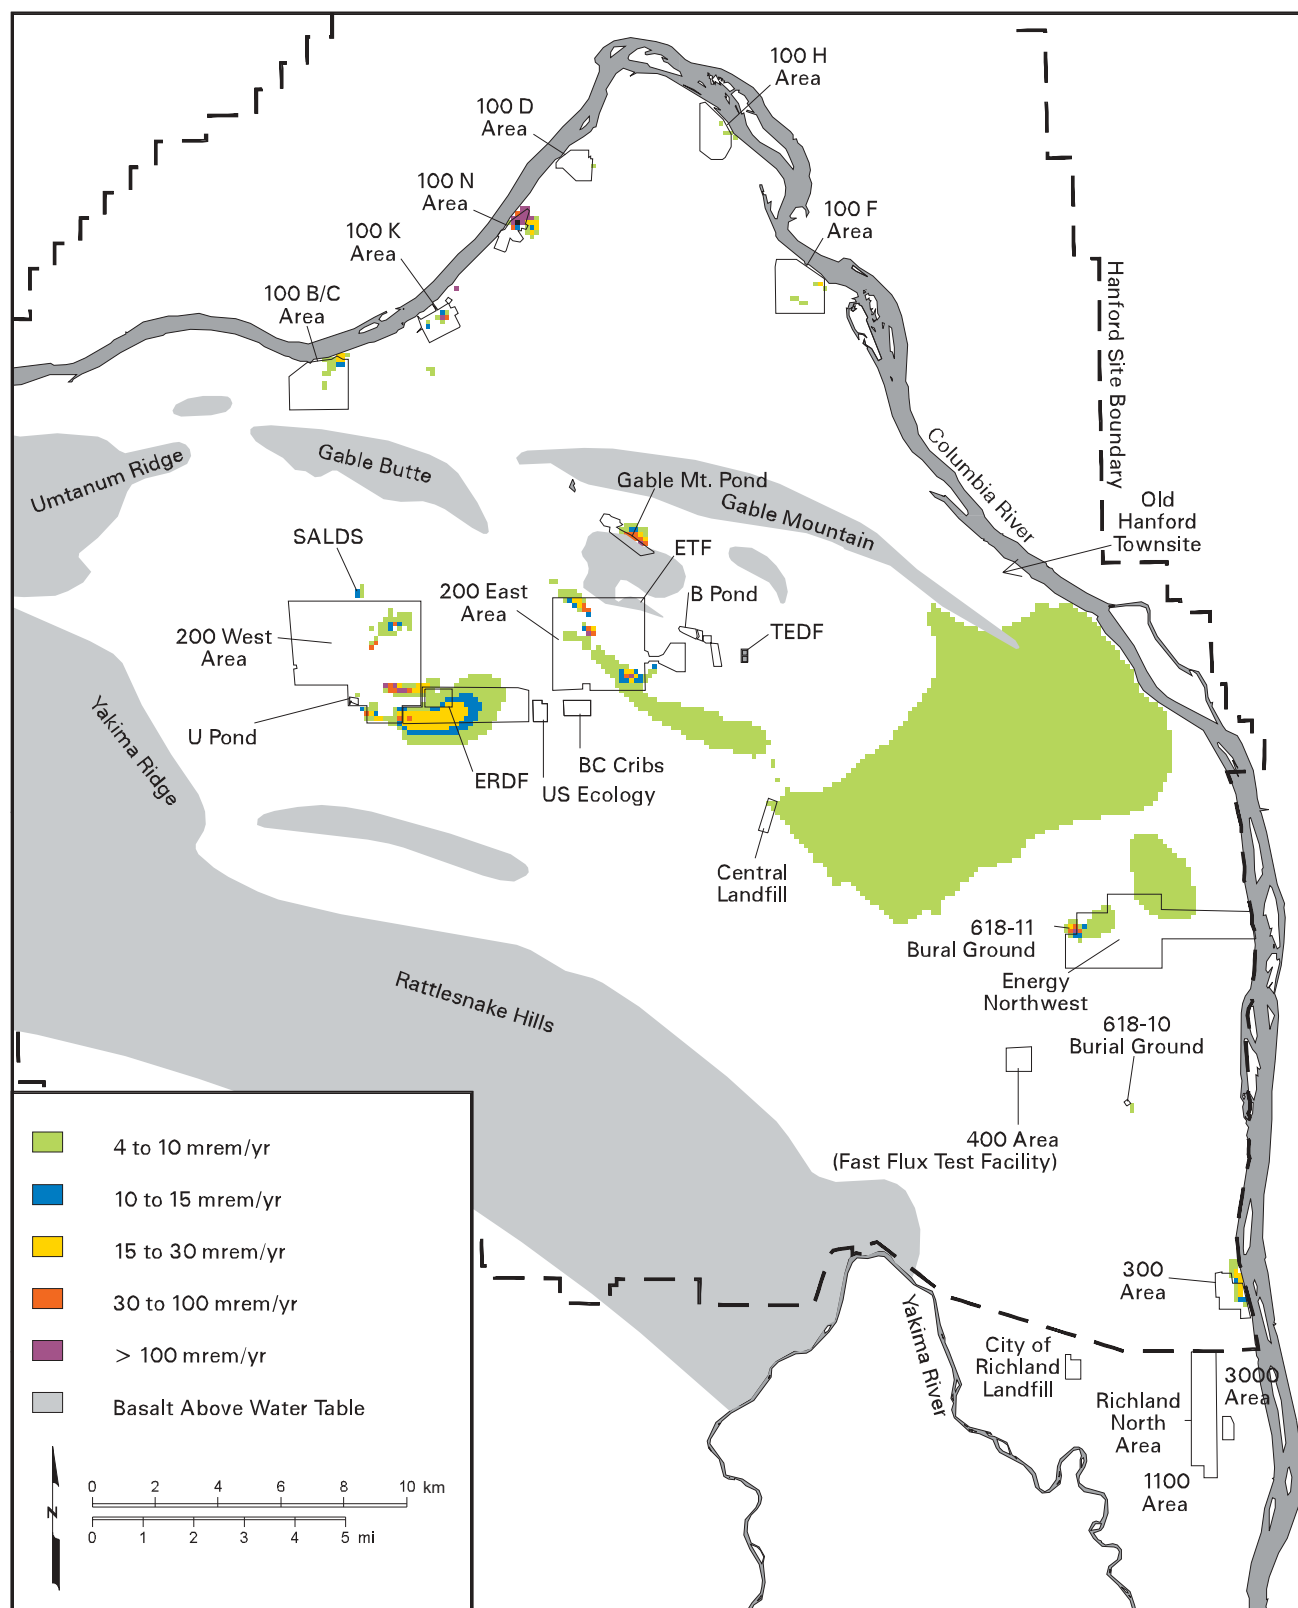 100 H
Area
100 D
Area
100 N
Area
100 F
Area
100 K
Area
100 B/C
Area
Hanford Site Boundary
Columbia River
Umtanum Ridge
Gable Butte
Gable Mt. Pond
Gable Mountain
Old
Hanford
Townsite
SALDS
ETF
200 East
Area
B Pond
TEDF
200 West
Area
Yakima Ridge
U Pond
ERDF
BC Cribs
US Ecology
Central
Landfill
618-11
Bural Ground
Energy
Northwest
Rattlesnake Hills
618-10
Burial Ground
400 Area
(Fast Flux Test Facility)
300
Area
Yakima River
City of
Richland
Landfill
3000
Area
Richland
North
Area
1100
Area
4 to 10 mrem/yr
10 to 15 mrem/yr
15 to 30 mrem/yr
30 to 100 mrem/yr
> 100 mrem/yr
Basalt Above Water Table
N
0 2 4 6 8 10 km
0 1 2 3 4 5 mi